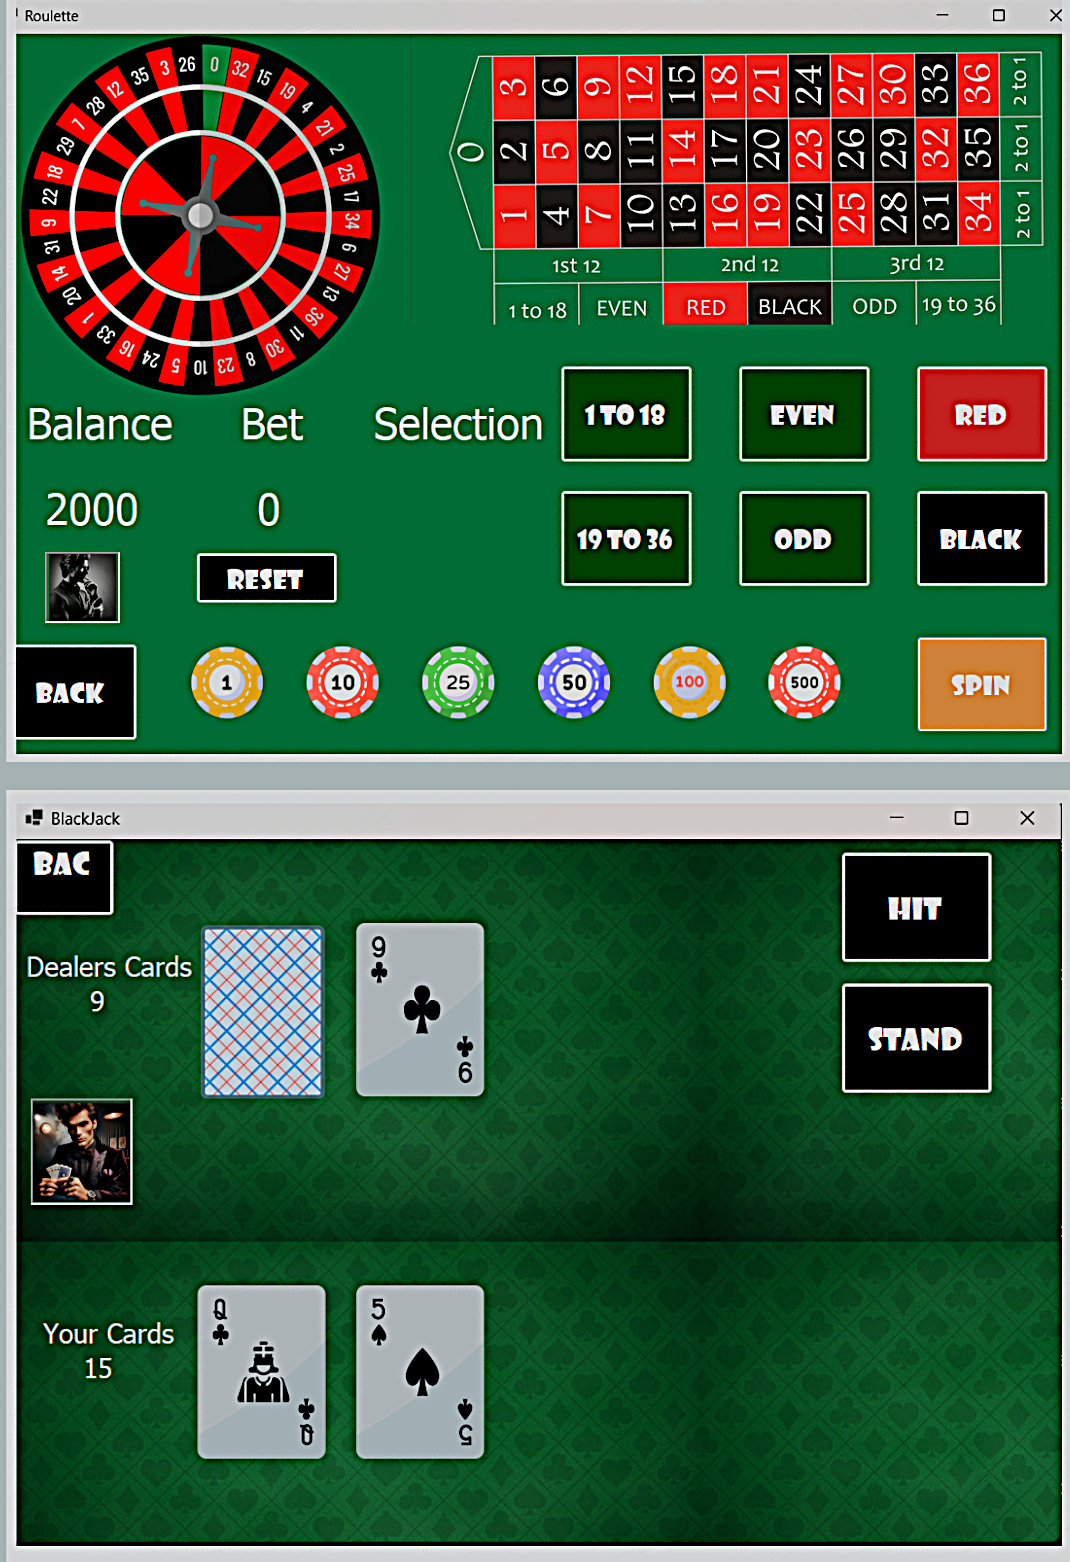 Roulette
0 32 15 19 4 21 2 25 17 34 6 27 13 36 11 30 8 23 10 5 24 16 33 1 20 14 31 9 22 18 29 7 28 12 35 3 26
3 6 9 12 15 18 21 24 27 30 33 36 2 to 1
0 2 5 8 11 14 17 20 23 26 29 32 35 2 to 1
1 4 7 10 13 16 19 22 25 28 31 34 2 to 1
1st 12 2nd 12 3rd 12
1 to 18 EVEN RED BLACK ODD 19 to 36
Balance Bet Selection
1 TO 18 EVEN RED
2000 0
19 TO 36 ODD BLACK
RESET
BACK 1 10 25 50 100 500 SPIN
BlackJack
BAC
HIT
Dealers Cards
9
9
9
STAND
Your Cards
15
Q
Q
5
5